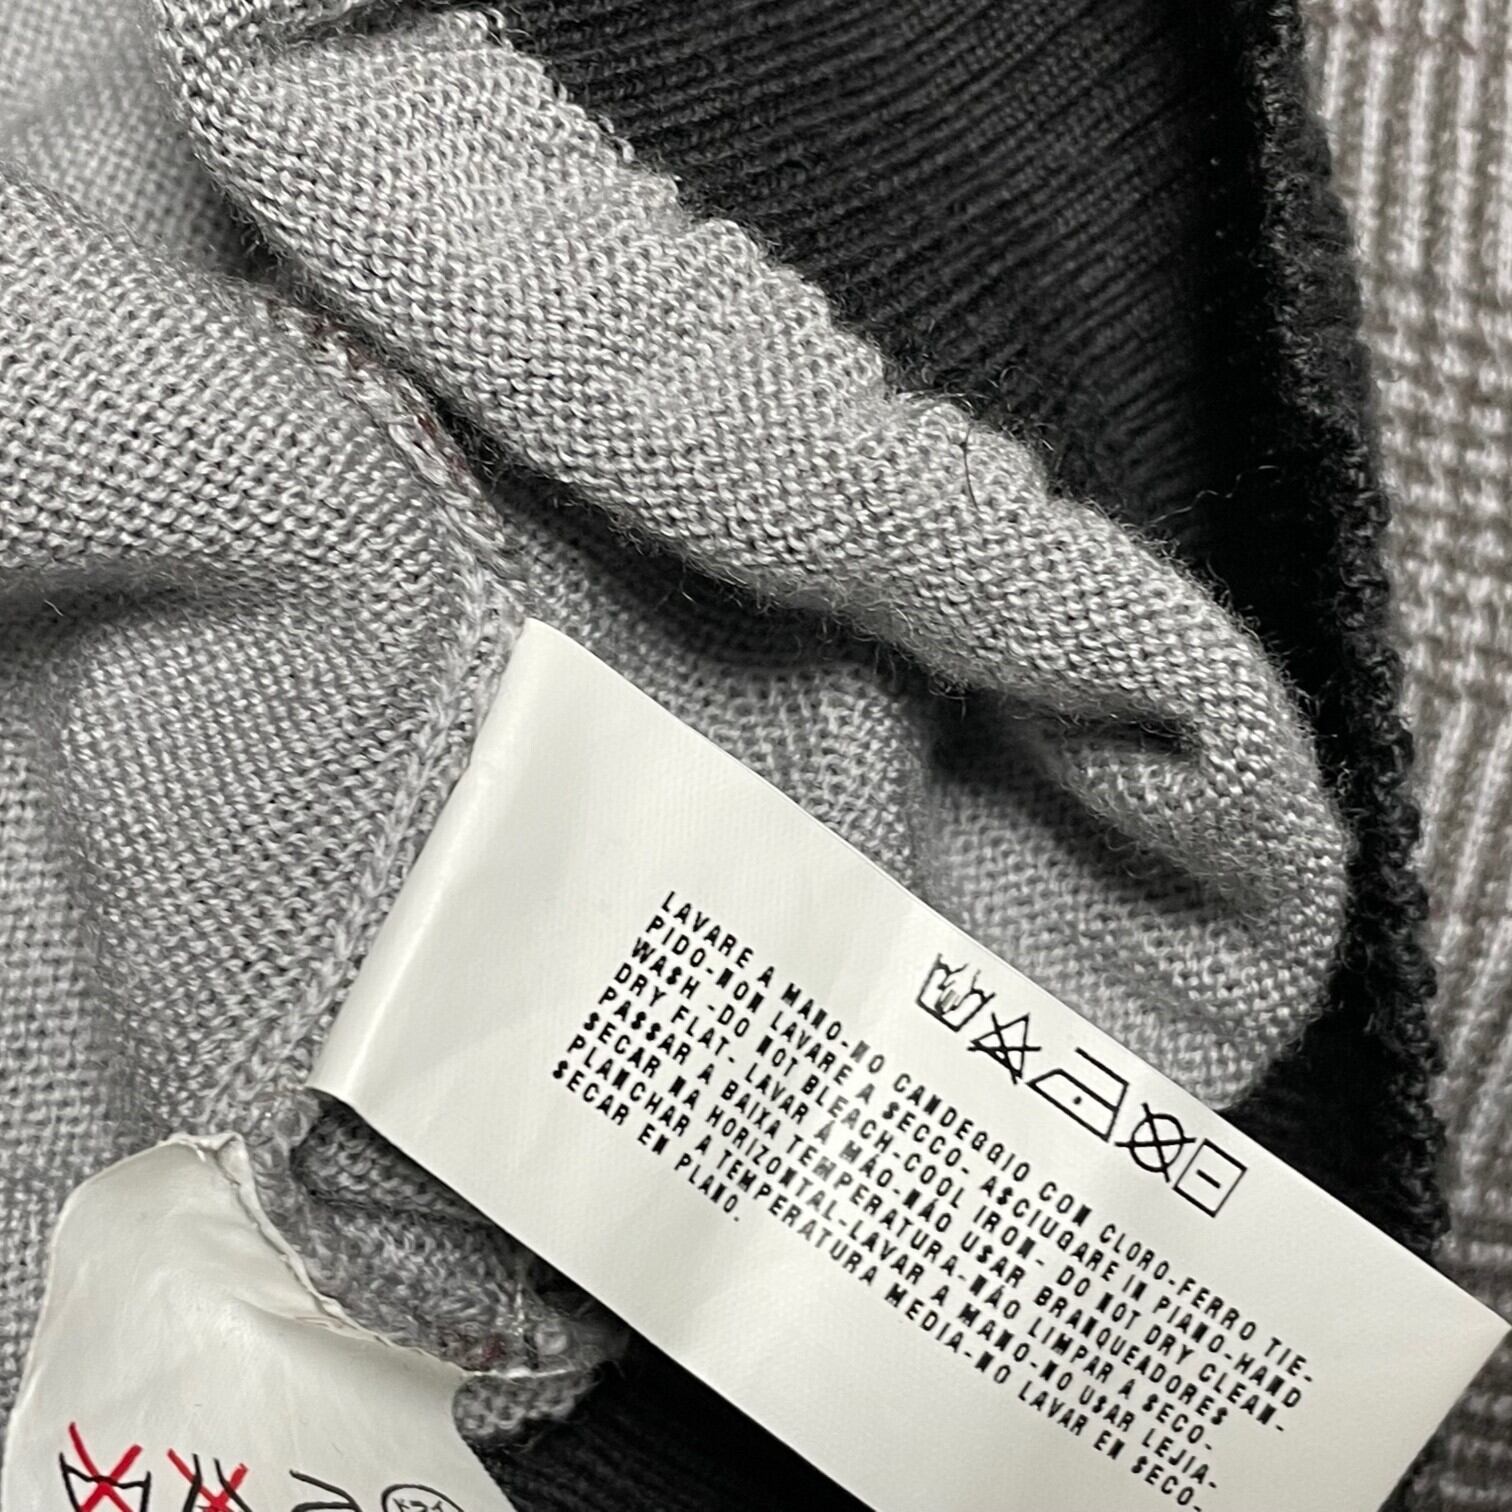 LAVARE A MANO-NO CANDEGGIO CON CLORO-FERRO TIE-
PIDO-NON LAVARE A SECCO- ASCIUGARE IN PIANO-HAND
WASH -DO NOT BLEACH-COOL IRON- DO NOT DRY CLEAN-
DRY FLAT- LAVAR À MÃO-NÃO USAR BRANQUEADORES
PASSAR A BAIXA TEMPERATURA-NÃO LIMPAR A SECO-
SECAR NA HORIZONTAL-LAVAR A MANO-NO USAR LEJIA-
PLANCHAR A TEMPERATURA MEDIA-NO LAVAR EN SECO-
SECAR EN PLANO.
ドライ